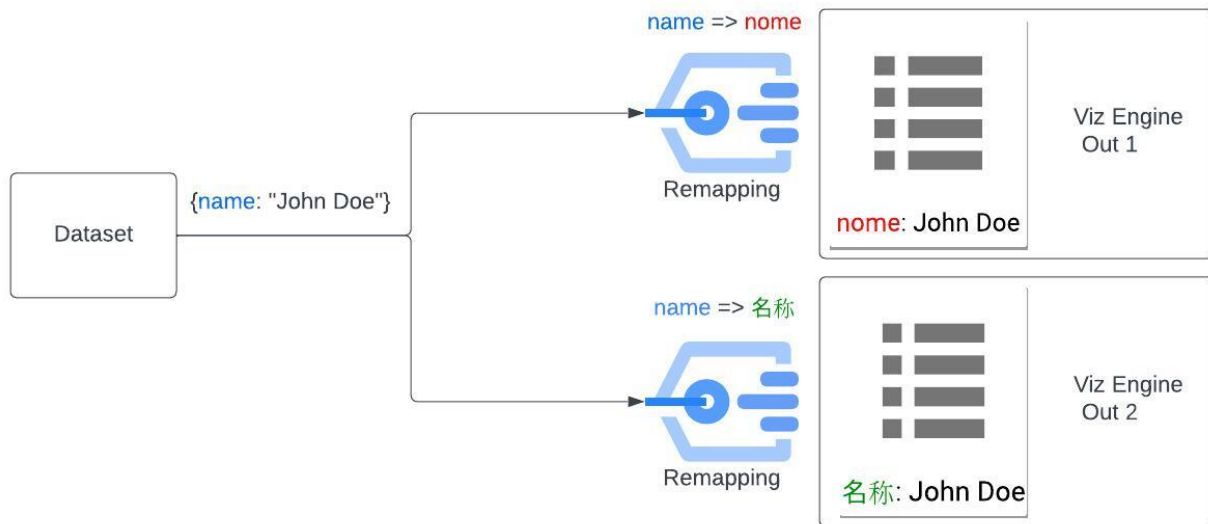 name => nome
Remapping
nome: John Doe
Viz Engine
Out 1
Dataset
{name: "John Doe"}
name => 名称
Remapping
名称: John Doe
Viz Engine
Out 2